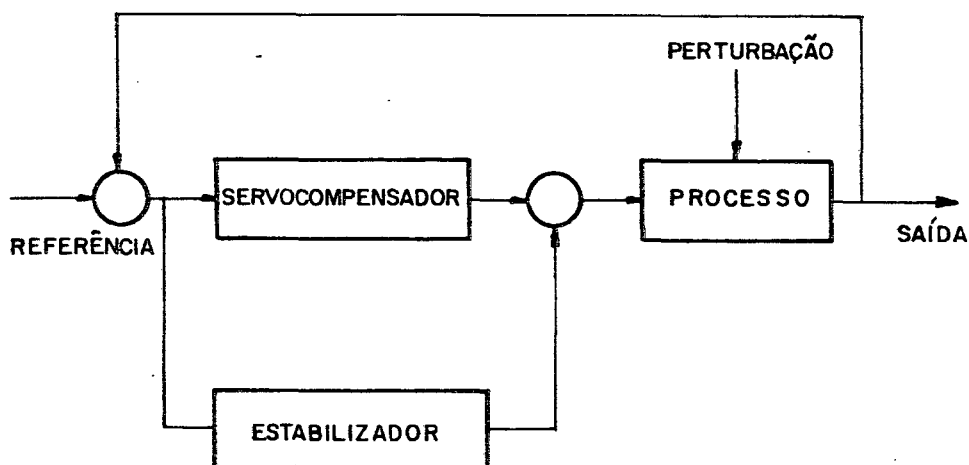 PERTURBAÇÃO
SERVOCOMPENSADOR
PROCESSO
REFERÊNCIA
SAÍDA
ESTABILIZADOR